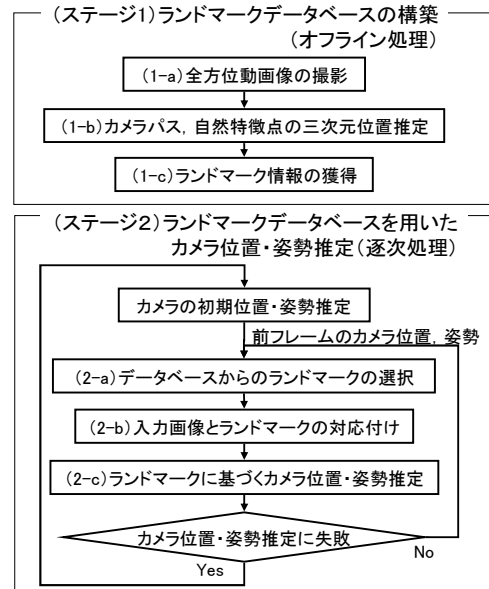 (ステージ1)ランドマークデータベースの構築
(オフライン処理)
(1-a)全方位動画像の撮影
(1-b)カメラパス, 自然特徴点の三次元位置推定
(1-c)ランドマーク情報の獲得
(ステージ2)ランドマークデータベースを用いた
カメラ位置・姿勢推定(逐次処理)
カメラの初期位置・姿勢推定
前フレームのカメラ位置, 姿勢
(2-a)データベースからのランドマークの選択
(2-b)入力画像とランドマークの対応付け
(2-c)ランドマークに基づくカメラ位置・姿勢推定
カメラ位置・姿勢推定に失敗
No
Yes